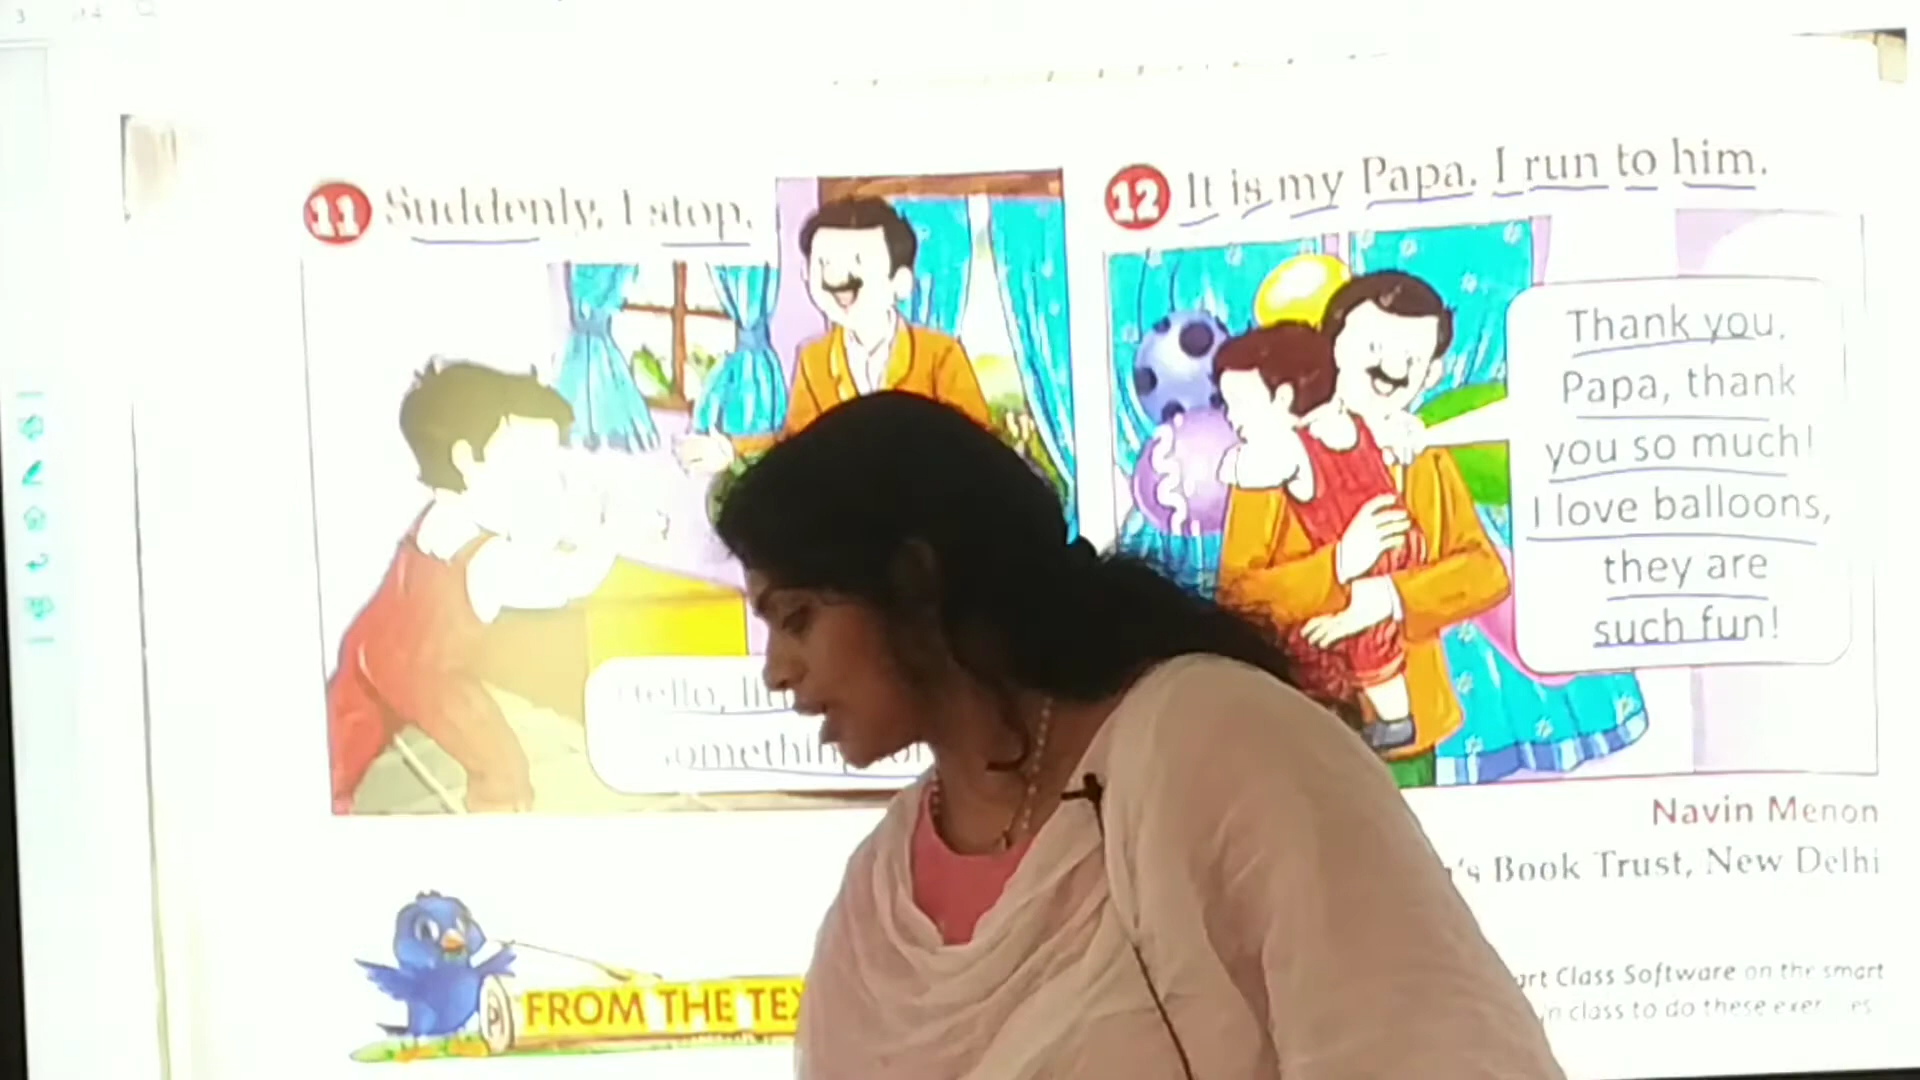 11 Suddenly, I stop.
12 It is my Papa. I run to him.
Thank you,
Papa, thank
you so much!
I love balloons,
they are
such fun!
Hello,
Navin Menon
Book Trust, New Delhi
FROM THE
Class Software on the smart
in class to do these